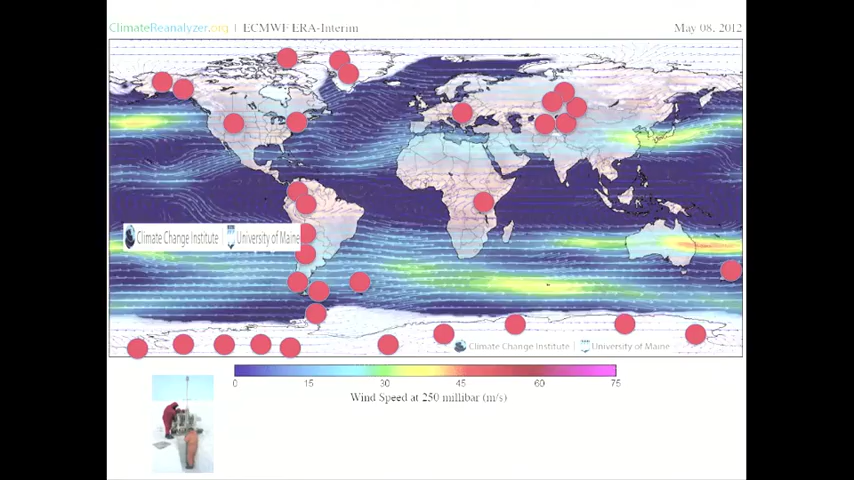 ClimateReanalyzer.org | ECMWF ERA-Interim
May 08, 2012
Climate Change Institute | University of Maine
Climate Change Institute | University of Maine
0 15 30 45 60 75
Wind Speed at 250 millibar (m/s)